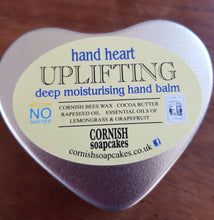 hand heart
UPLIFTING
deep moisturising hand balm
NO
NASTIES
CORNISH BEES WAX COCOA BUTTER
RAPESEED OIL ESSENTIAL OILS OF
LEMONGRASS & GRAPEFRUIT
CORNISH
soapcakes
cornishsoapcakes.co.uk
f